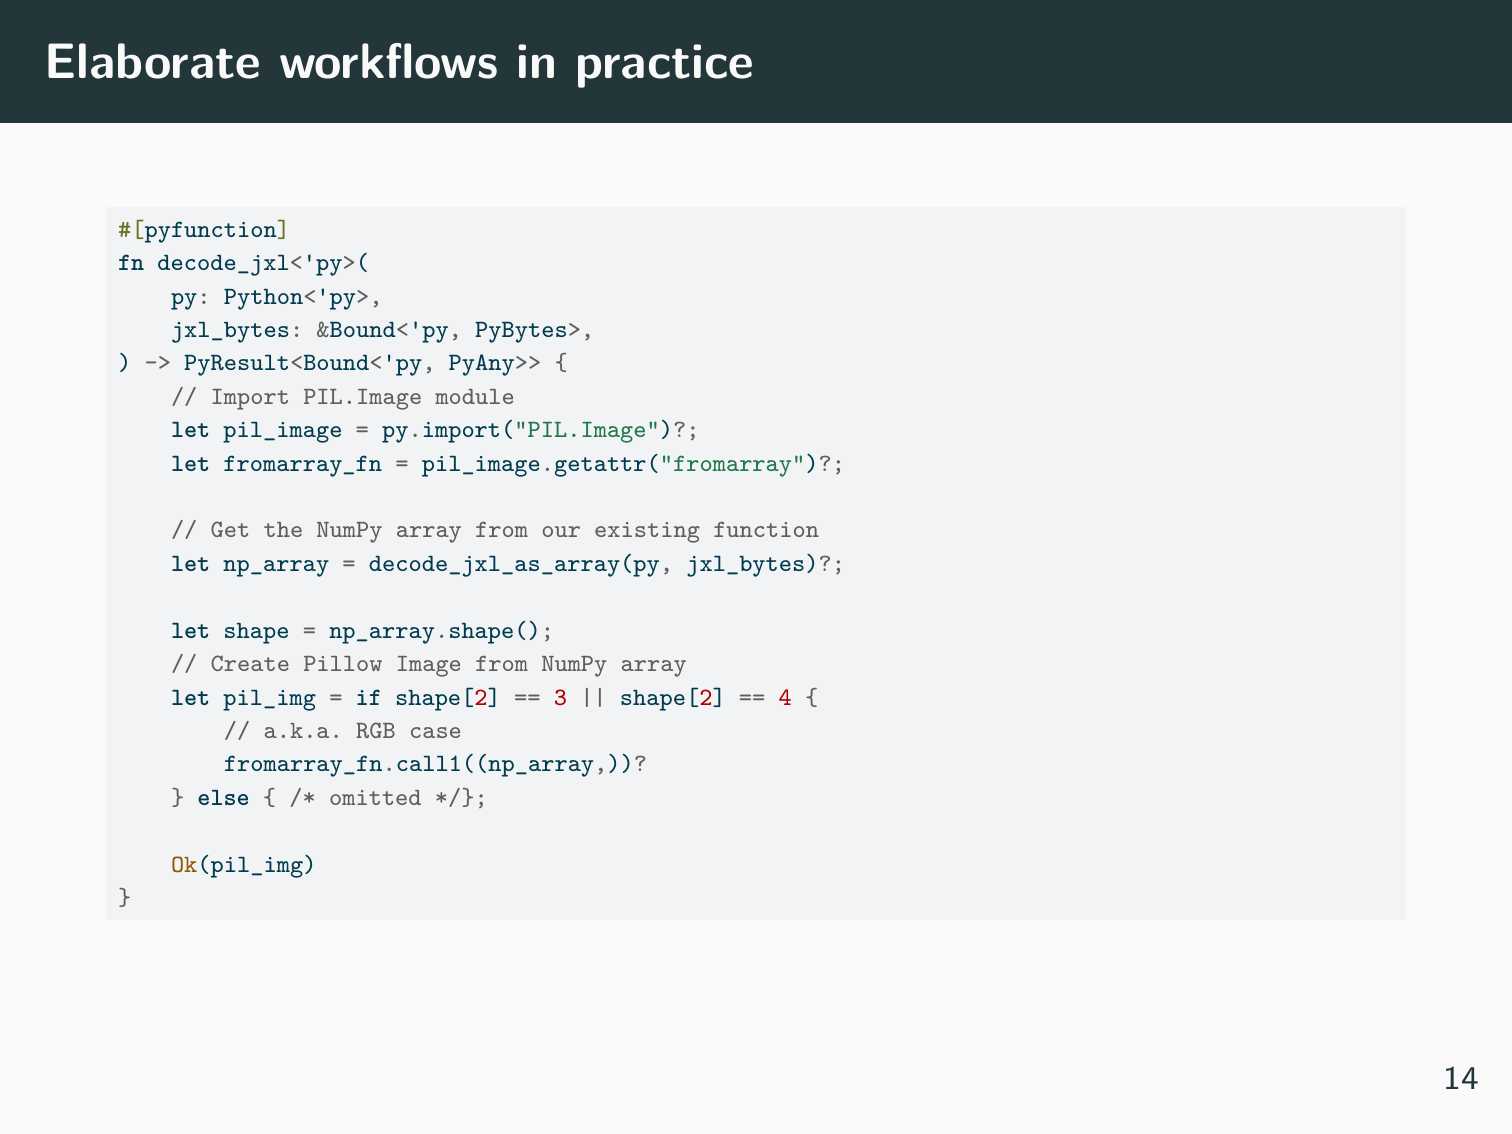 Elaborate workflows in practice
#[pyfunction]
fn decode_jxl<'py>(
    py: Python<'py>,
    jxl_bytes: &Bound<'py, PyBytes>,
) -> PyResult<Bound<'py, PyAny>> {
    // Import PIL.Image module
    let pil_image = py.import("PIL.Image")?;
    let fromarray_fn = pil_image.getattr("fromarray")?;

    // Get the NumPy array from our existing function
    let np_array = decode_jxl_as_array(py, jxl_bytes)?;

    let shape = np_array.shape();
    // Create Pillow Image from NumPy array
    let pil_img = if shape[2] == 3 || shape[2] == 4 {
        // a.k.a. RGB case
        fromarray_fn.call1((np_array,))?
    } else { /* omitted */};

    Ok(pil_img)
}
14